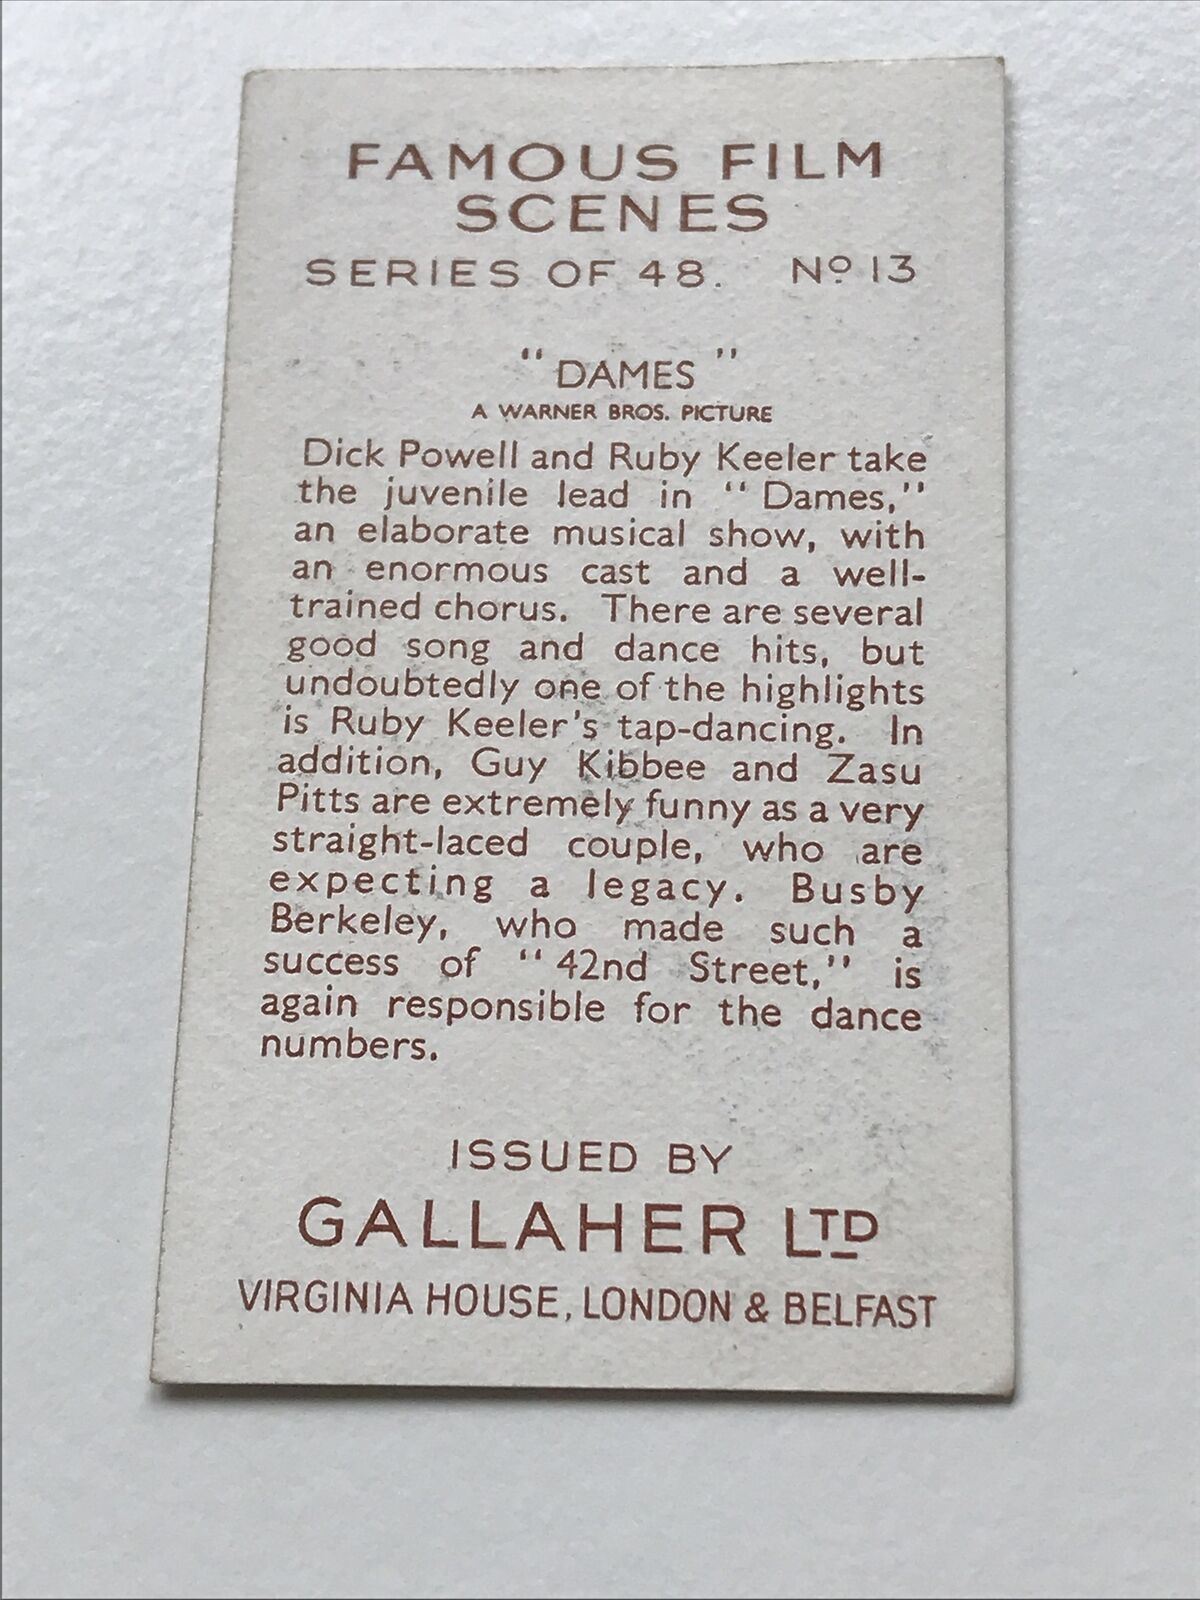 FAMOUS FILM
SCENES
SERIES OF 48. Nº 13
"DAMES"
A WARNER BROS. PICTURE
Dick Powell and Ruby Keeler take
the juvenile lead in "Dames,"
an elaborate musical show, with
an enormous cast and a well-
trained chorus. There are several
good song and dance hits, but
undoubtedly one of the highlights
is Ruby Keeler's tap-dancing. In
addition, Guy Kibbee and Zasu
Pitts are extremely funny as a very
straight-laced couple, who are
expecting a legacy. Busby
Berkeley, who made such a
success of "42nd Street," is
again responsible for the dance
numbers.
ISSUED BY
GALLAHER LTD
VIRGINIA HOUSE, LONDON & BELFAST